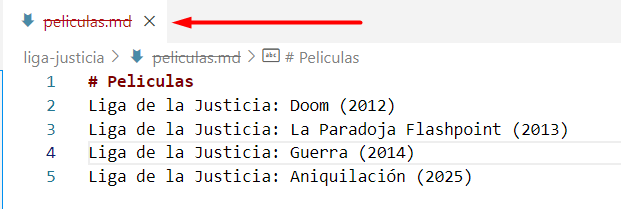 peliculas.md
liga-justicia > peliculas.md > abc # Peliculas
1 # Peliculas
2 Liga de la Justicia: Doom (2012)
3 Liga de la Justicia: La Paradoja Flashpoint (2013)
4 Liga de la Justicia: Guerra (2014)
5 Liga de la Justicia: Aniquilación (2025)